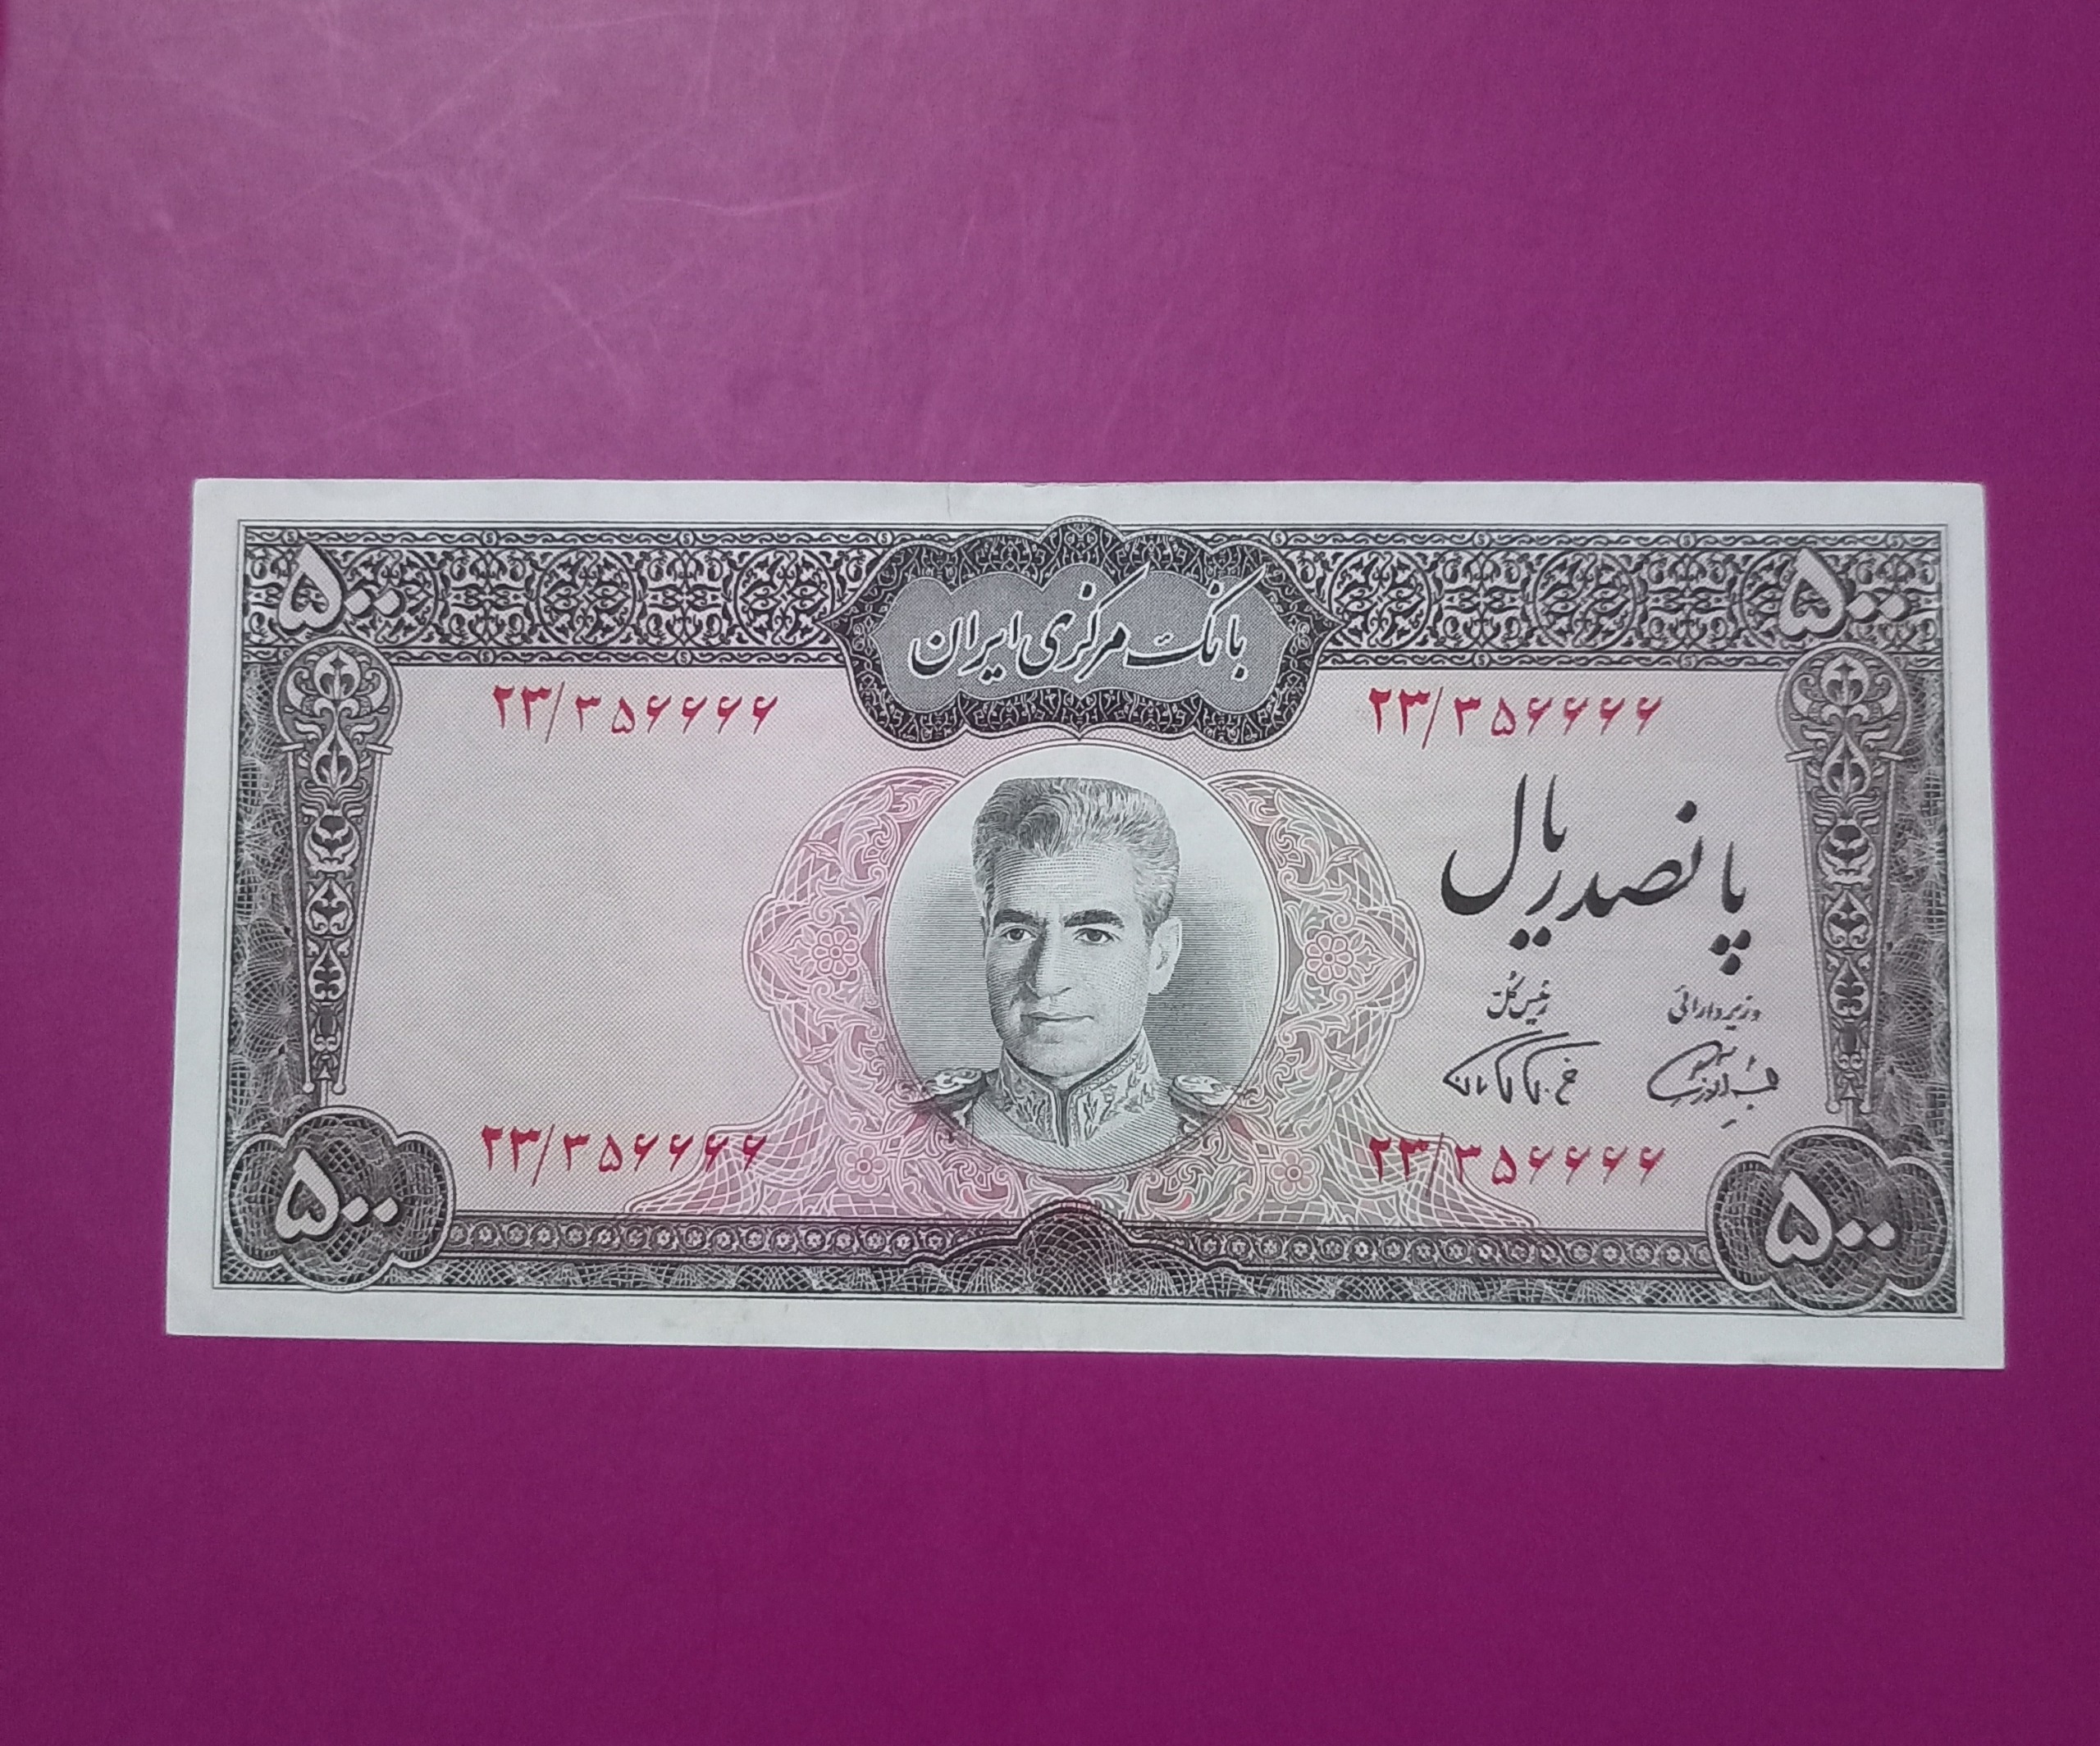 ۵۰۰ ۵۰۰
بانک مرکزی ایران
۲۳/۳۵۶۶۶۶ ۲۳/۳۵۶۶۶۶
پانصد ریال
وزیر دارائی رئیس کل
۲۳/۳۵۶۶۶۶ ۲۳/۳۵۶۶۶۶
۵۰۰ ۵۰۰